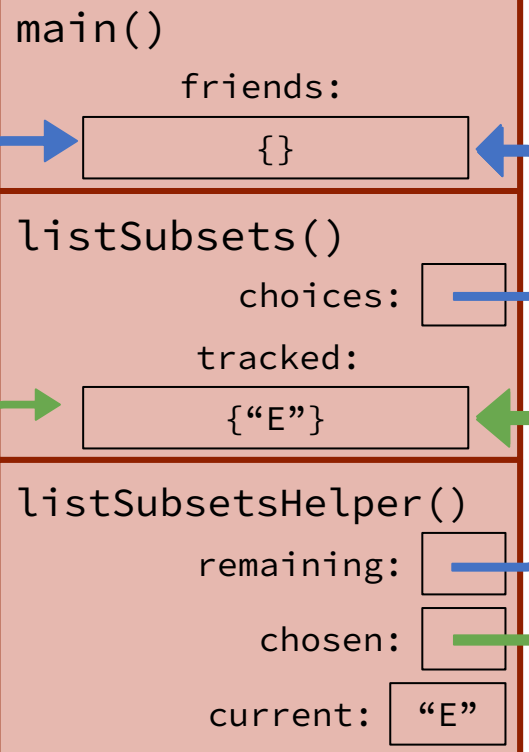 main()
friends:
{}
listSubsets()
choices:
tracked:
{“E”}
listSubsetsHelper()
remaining:
chosen:
current: “E”